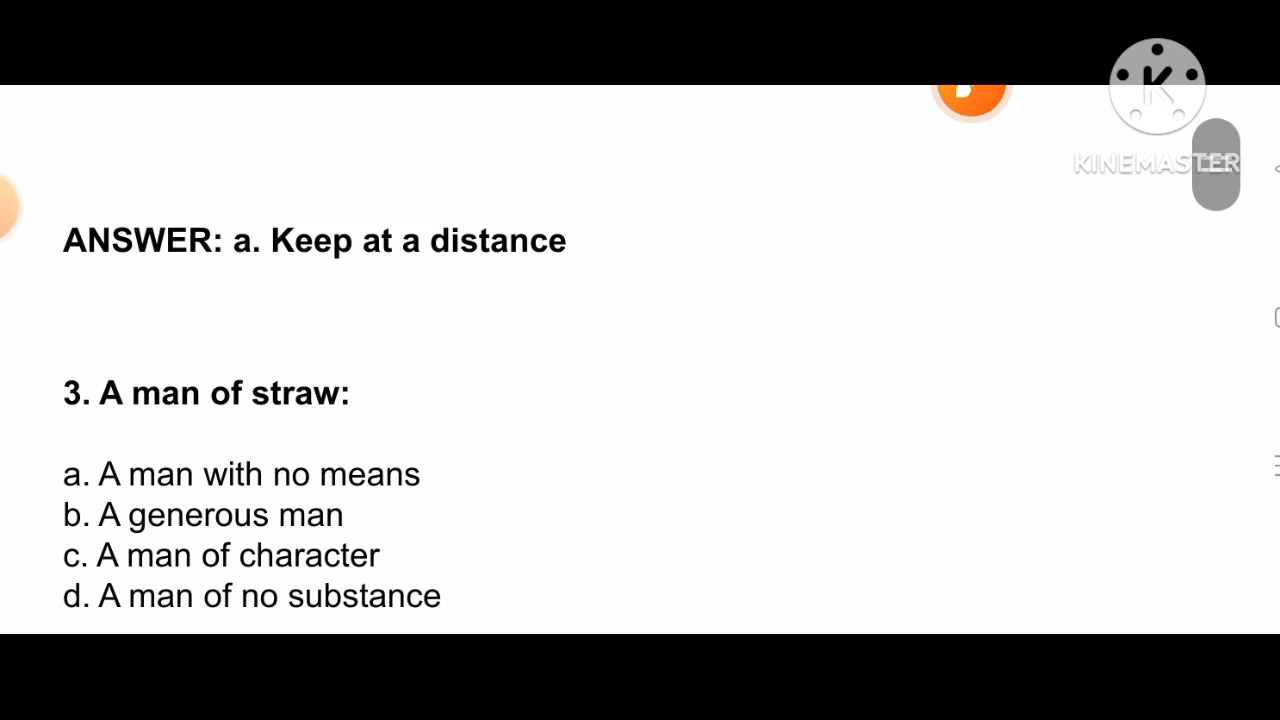 KINEMASTER
ANSWER: a. Keep at a distance
3. A man of straw:
a. A man with no means
b. A generous man
c. A man of character
d. A man of no substance